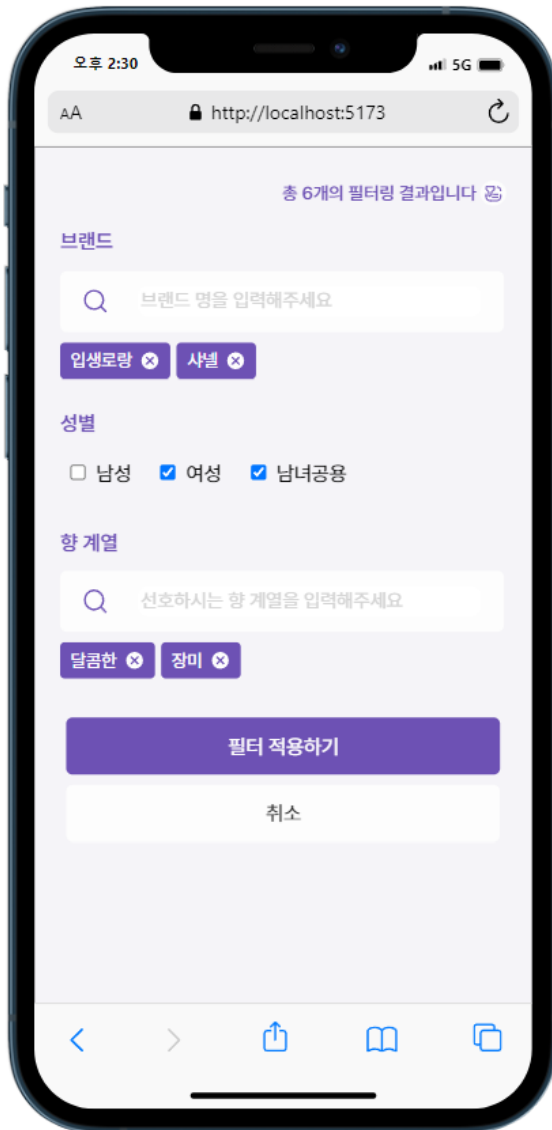 오후 2:30 5G
AA http://localhost:5173
총 6개의 필터링 결과입니다
브랜드
브랜드 명을 입력해주세요
입생로랑 샤넬
성별
남성 여성 남녀공용
향 계열
선호하시는 향 계열을 입력해주세요
달콤한 장미
필터 적용하기
취소